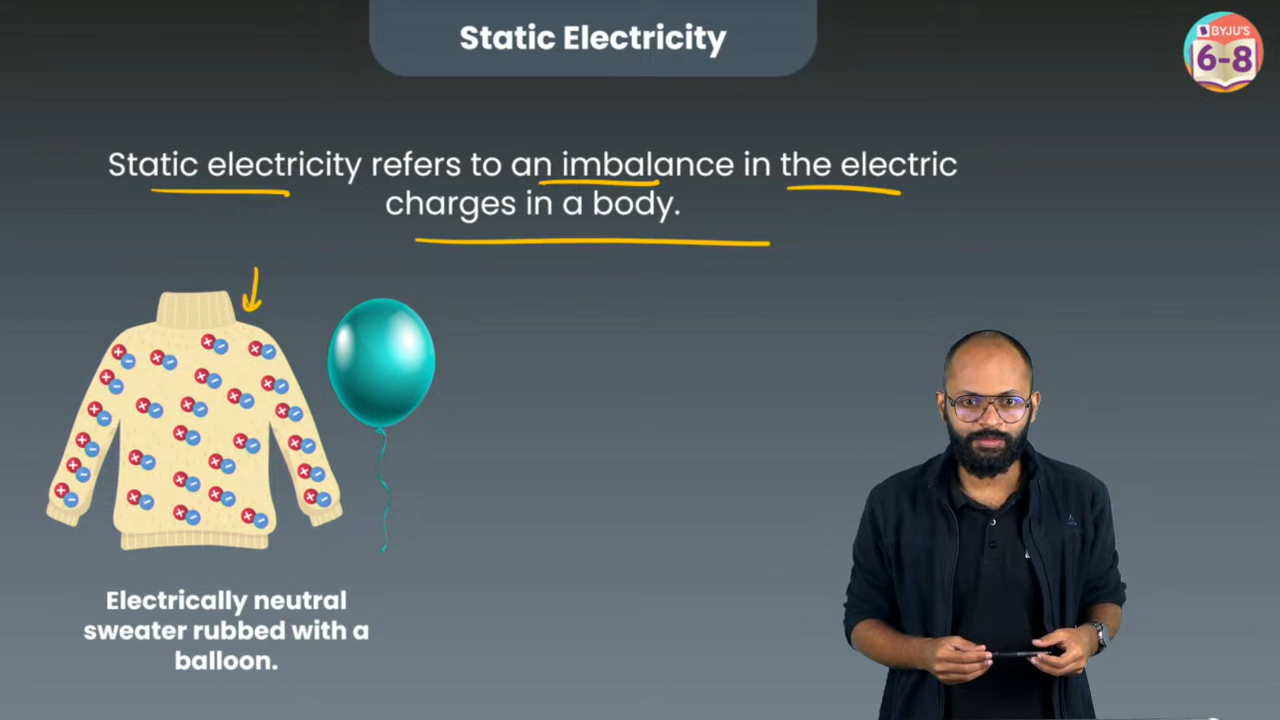 Static Electricity
BYJU'S
6-8
Static electricity refers to an imbalance in the electric
charges in a body.
Electrically neutral
sweater rubbed with a
balloon.